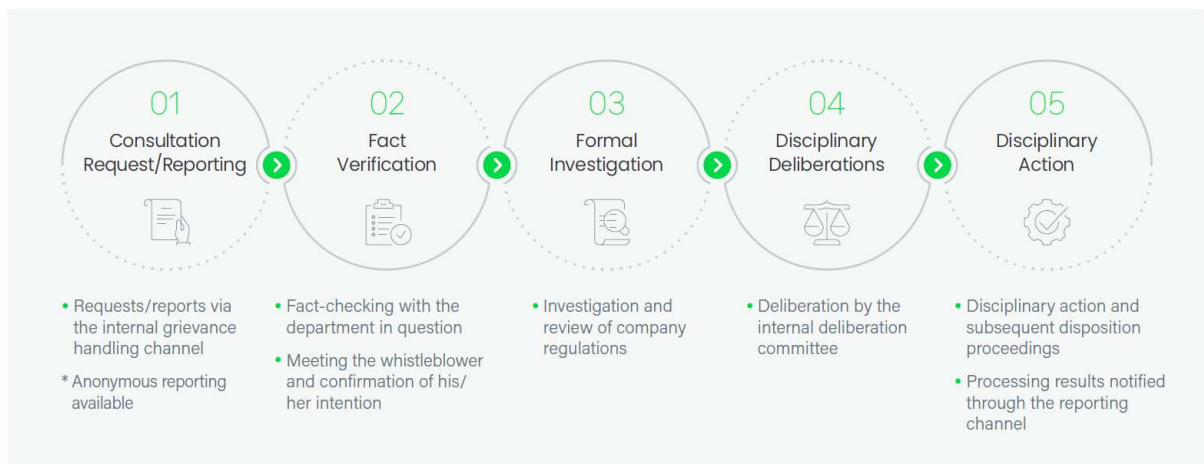 01
Consultation
Request/Reporting
02
Fact
Verification
03
Formal
Investigation
04
Disciplinary
Deliberations
05
Disciplinary
Action
• Requests/reports via
the internal grievance
handling channel
* Anonymous reporting
available
• Fact-checking with the
department in question
• Meeting the whistleblower
and confirmation of his/
her intention
• Investigation and
review of company
regulations
• Deliberation by the
internal deliberation
committee
• Disciplinary action and
subsequent disposition
proceedings
• Processing results notified
through the reporting
channel